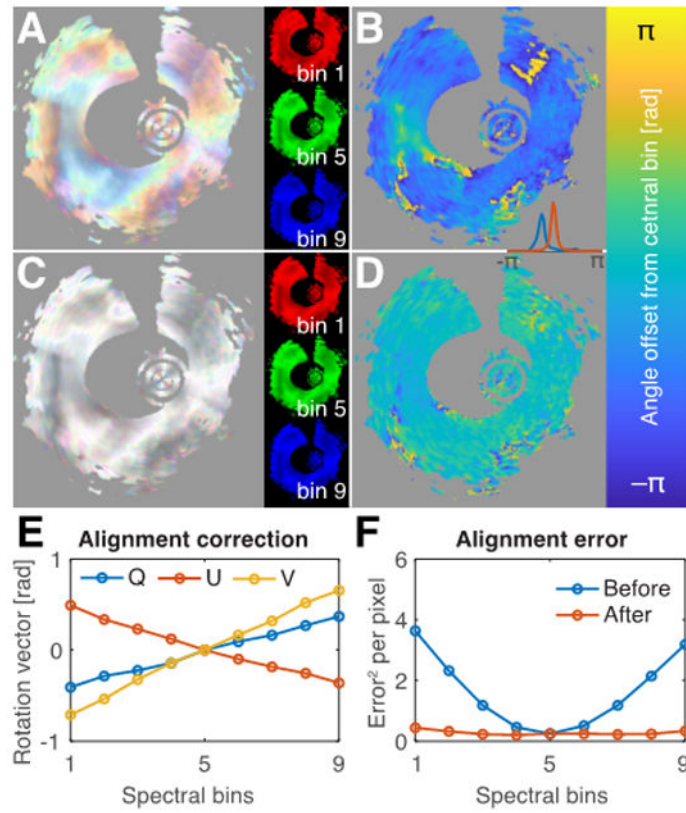 A
bin 1
bin 5
bin 9
B
-π
π
C
bin 1
bin 5
bin 9
D
π
Angle offset from cetnral bin [rad]
–π
E
Alignment correction
Rotation vector [rad]
1
0
-1
Q
U
V
1
5
9
Spectral bins
F
Alignment error
Error² per pixel
6
4
2
0
Before
After
1
5
9
Spectral bins